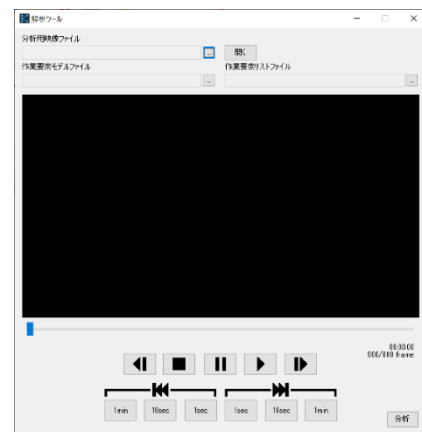 解析ツール
分析用映像ファイル
... 開く
作業要素モデルファイル 作業要素リストファイル
... ...
00:00:00
000/000 frame
1min 10sec 1sec 1sec 10sec 1min
分析